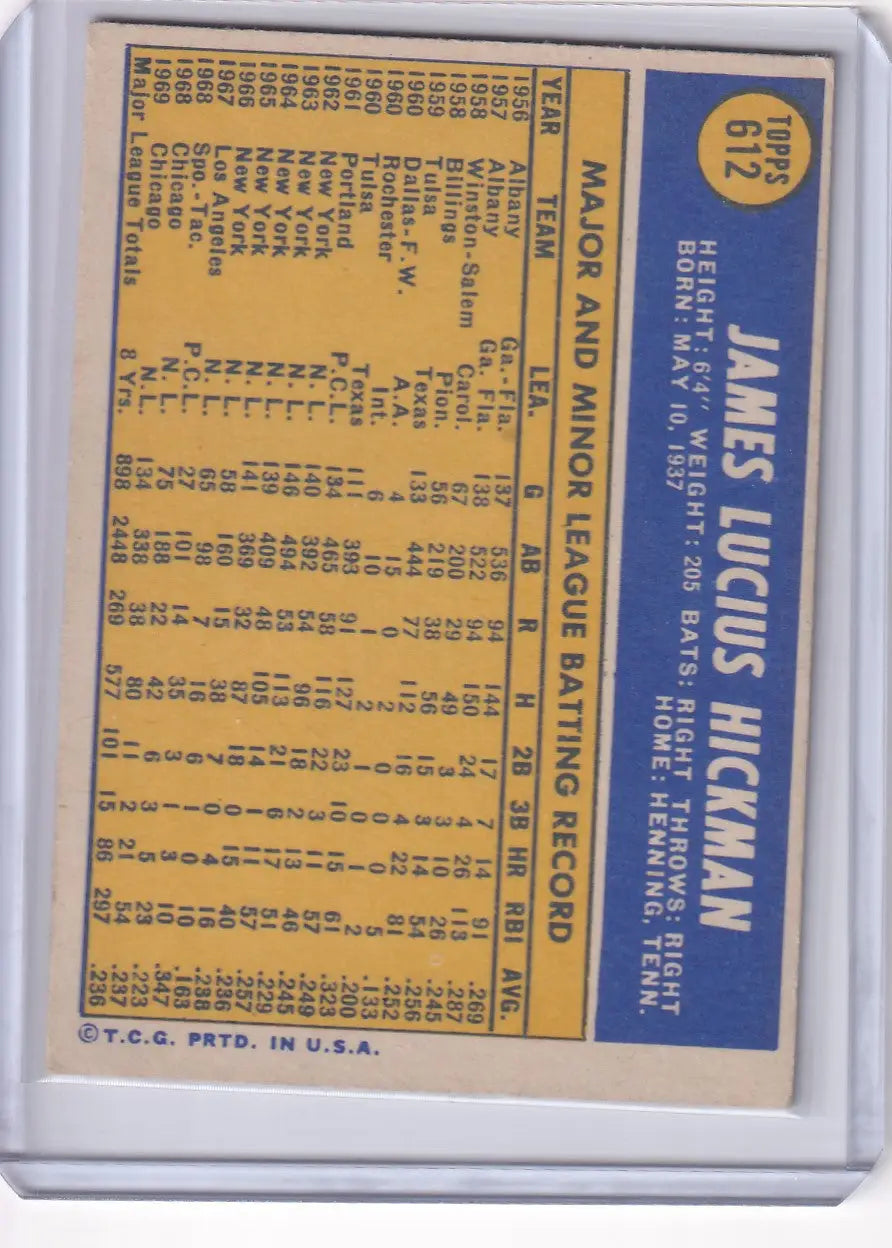 TOPPS
612
JAMES LUCIUS HICKMAN
HEIGHT: 6'4" WEIGHT: 205 BATS: RIGHT THROWS: RIGHT
BORN: MAY 10, 1937 HOME: HENNING, TENN.
MAJOR AND MINOR LEAGUE BATTING RECORD
YEAR TEAM LEA. G AB R H 2B 3B HR RBI AVG.
1956 Albany Ga.-Fla. 137 536 94 144 17 7 14 91 .269
1957 Albany Ga. Fla. 138 522 94 150 24 4 26 113 .287
1958 Winston-Salem Carol. 67 200 29 49 3 3 10 26 .245
1958 Billings Pion. 56 219 38 56 15 3 14 54 .256
1959 Tulsa Texas 133 444 77 112 16 4 22 81 .252
1960 Dallas-F.W. A.A. 4 15 0 2 0 0 0 5 .133
1960 Rochester Int. 6 10 1 2 1 0 1 2 .200
1960 Tulsa Texas 111 393 91 127 23 10 15 61 .323
1961 Portland P.C.L. 134 465 58 116 22 3 11 57 .249
1962 New York N. L. 140 392 54 96 18 2 13 46 .245
1963 New York N. L. 146 494 53 113 21 6 17 51 .229
1964 New York N. L. 139 409 48 105 14 1 11 57 .257
1965 New York N. L. 141 369 32 87 18 0 15 40 .236
1966 New York N. L. 58 160 15 38 7 0 4 16 .238
1967 Los Angeles N. L. 65 98 7 16 6 1 0 10 .163
1968 Spo.-Tac. P.C.L. 27 101 14 35 3 1 3 10 .347
1968 Chicago N. L. 75 188 22 42 6 3 5 23 .223
1969 Chicago N.L. 134 338 38 80 11 2 21 54 .237
Major League Totals 8 Yrs. 898 2448 269 577 101 15 86 297 .236
© T.C.G. PRTD. IN U.S.A.